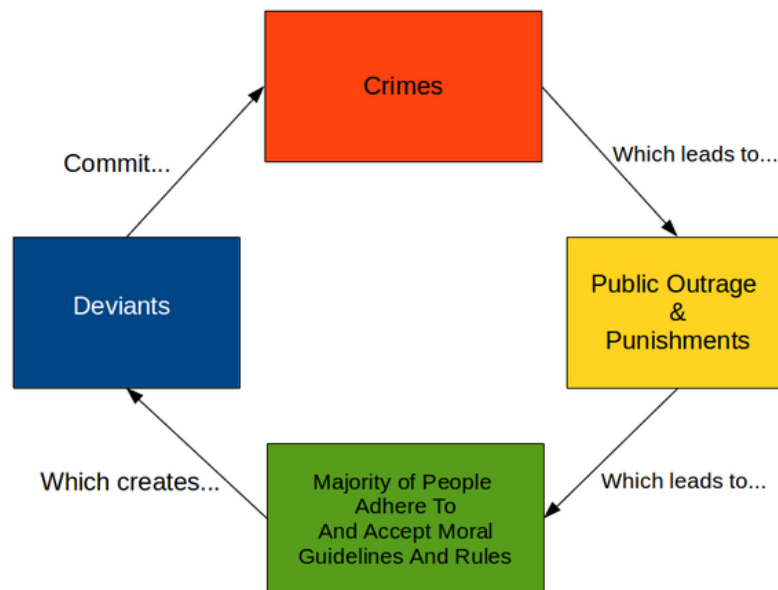 Crimes
Commit...
Which leads to...
Deviants
Public Outrage
&
Punishments
Which creates...
Majority of People
Adhere To
And Accept Moral
Guidelines And Rules
Which leads to...